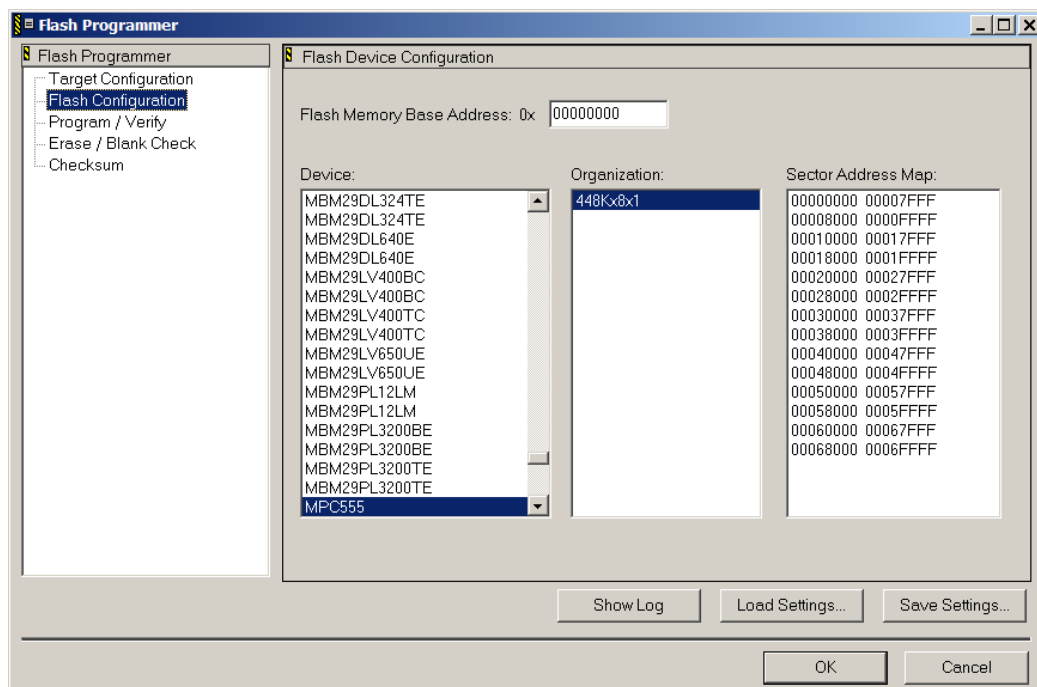 Flash Programmer
Flash Programmer
Target Configuration
Flash Configuration
Program / Verify
Erase / Blank Check
Checksum
Flash Device Configuration
Flash Memory Base Address: 0x 00000000
Device:
MBM29DL324TE
MBM29DL324TE
MBM29DL640E
MBM29DL640E
MBM29LV400BC
MBM29LV400BC
MBM29LV400TC
MBM29LV400TC
MBM29LV650UE
MBM29LV650UE
MBM29PL12LM
MBM29PL12LM
MBM29PL3200BE
MBM29PL3200BE
MBM29PL3200TE
MBM29PL3200TE
MPC555
Organization:
448Kx8x1
Sector Address Map:
00000000 00007FFF
00008000 0000FFFF
00010000 00017FFF
00018000 0001FFFF
00020000 00027FFF
00028000 0002FFFF
00030000 00037FFF
00038000 0003FFFF
00040000 00047FFF
00048000 0004FFFF
00050000 00057FFF
00058000 0005FFFF
00060000 00067FFF
00068000 0006FFFF
Show Log
Load Settings...
Save Settings...
OK
Cancel